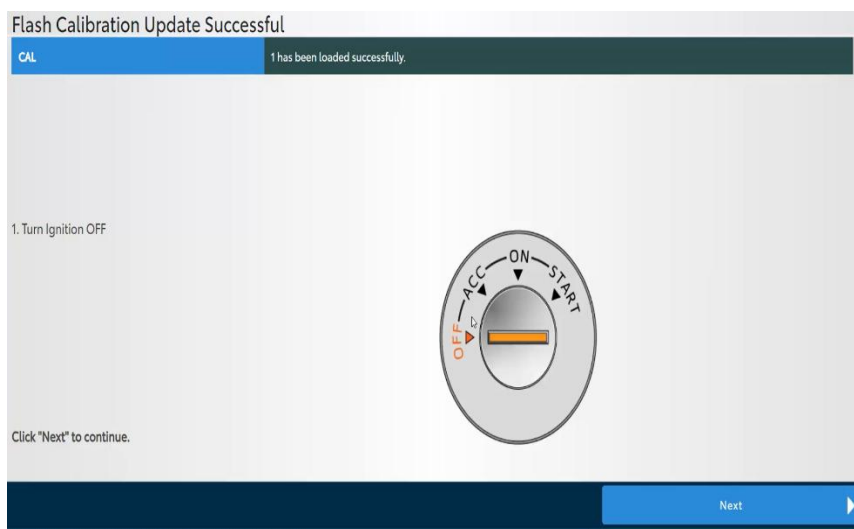 Flash Calibration Update Successful
CAL
1 has been loaded successfully.
1. Turn Ignition OFF
OFF
ACC
ON
START
Click "Next" to continue.
Next